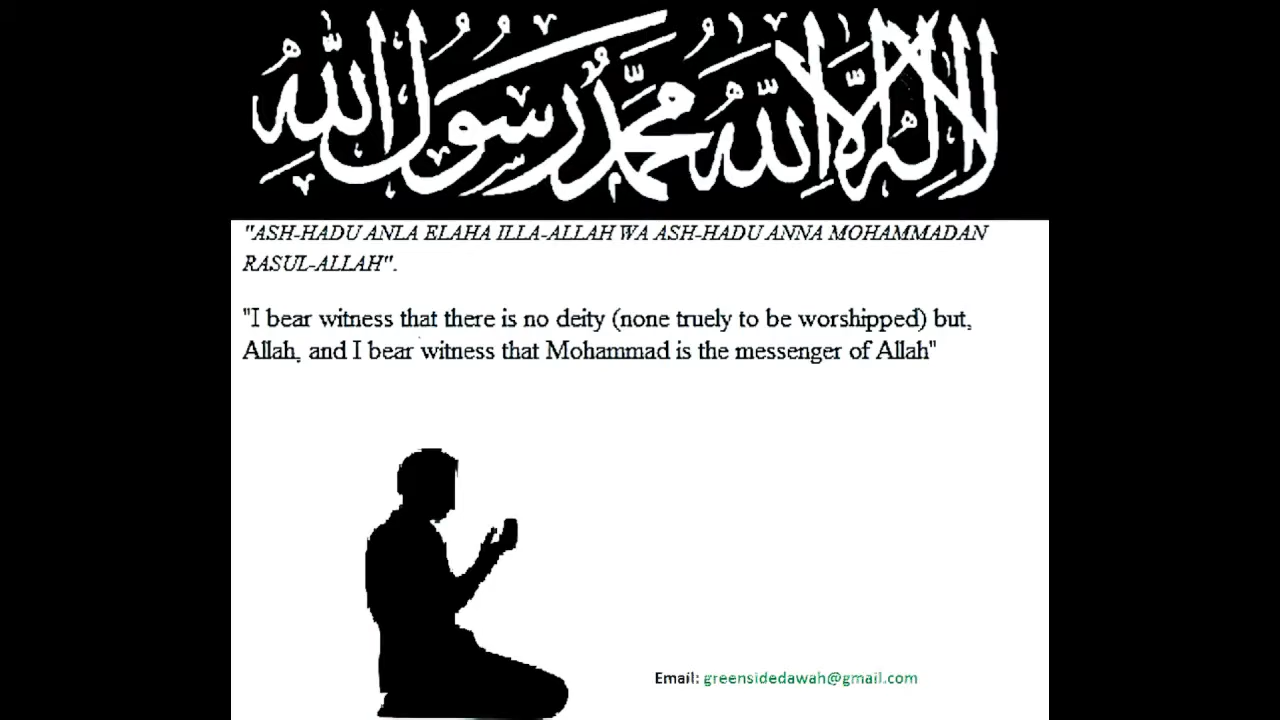 لا إله إلا الله محمد رسول الله
"ASH-HADU ANLA ELAHA ILLA-ALLAH WA ASH-HADU ANNA MOHAMMADAN
RASUL-ALLAH".
"I bear witness that there is no deity (none truely to be worshipped) but,
Allah, and I bear witness that Mohammad is the messenger of Allah"
Email: greensidedawah@gmail.com